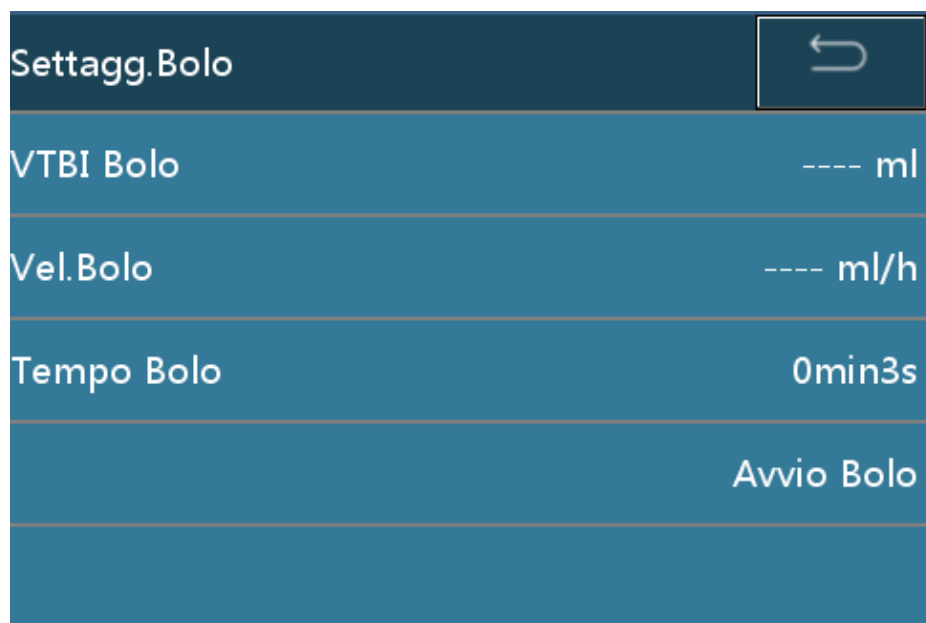 Settagg.Bolo
VTBI Bolo ---- ml
Vel.Bolo ---- ml/h
Tempo Bolo 0min3s
Avvio Bolo